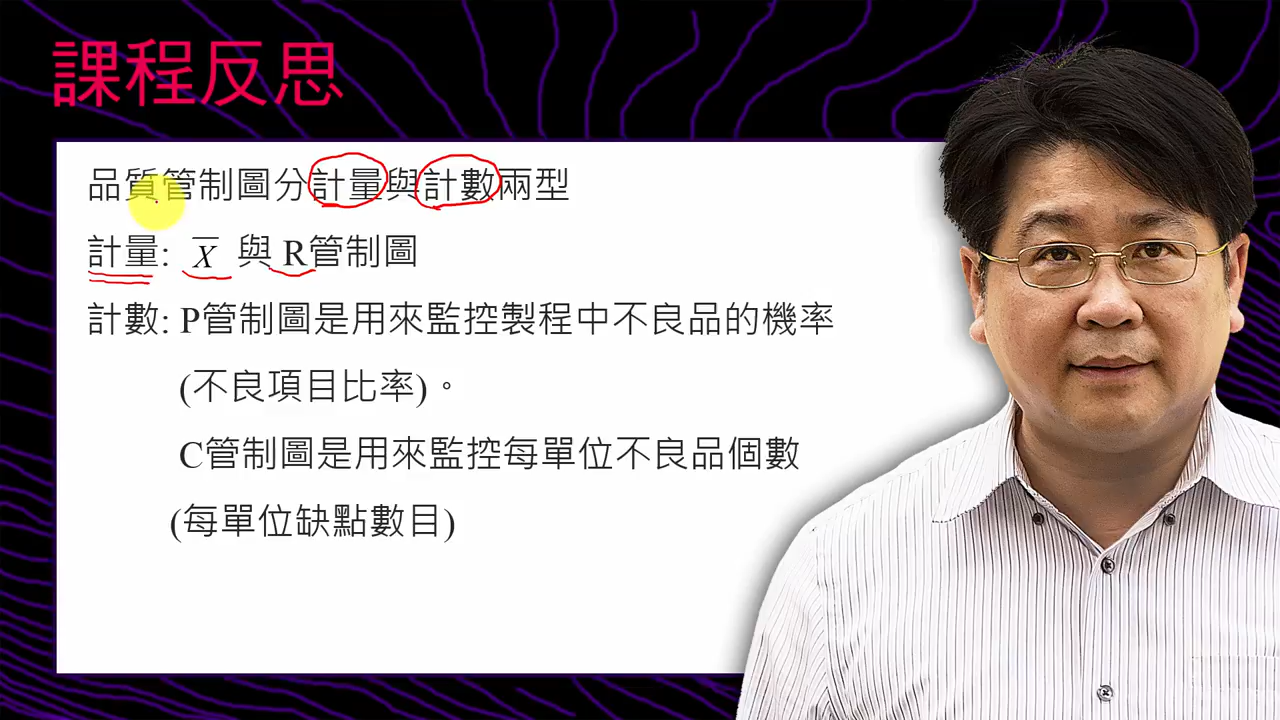 課程反思
品質管制圖分計量與計數兩型
計量: X̄ 與 R管制圖
計數: P管制圖是用來監控製程中不良品的機率
(不良項目比率)。
C管制圖是用來監控每單位不良品個數
(每單位缺點數目)